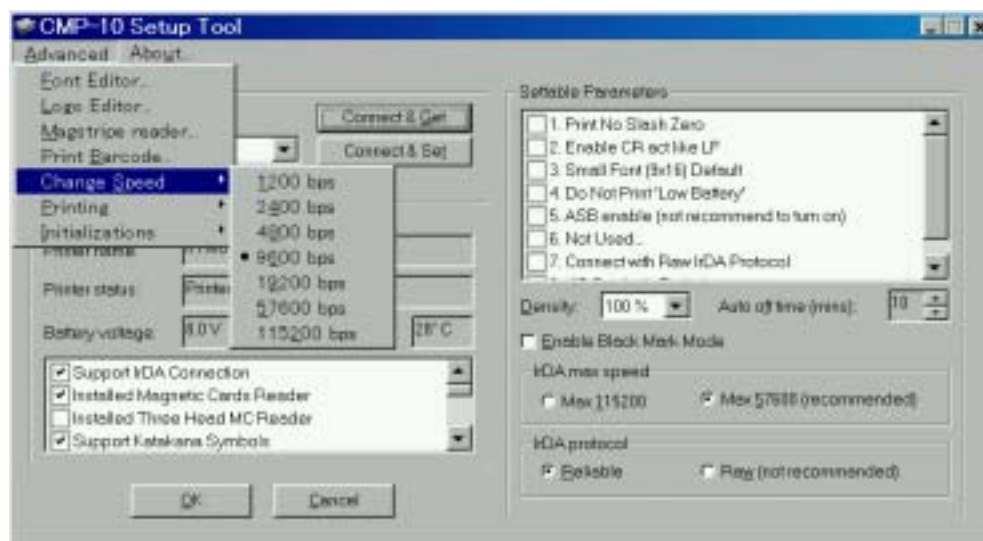 CMP-10 Setup Tool
Advanced About...
Font Editor...
Logo Editor...
Magstripe reader...
Print Barcode...
Change Speed
Printing
Initializations
1200 bps
2400 bps
4800 bps
9600 bps
19200 bps
57600 bps
115200 bps
Connect & Get
Connect & Set
Printer name
Printer status
Battery voltage
8.0 V
28°C
Support IrDA Connection
Installed Magnetic Cards Reader
Installed Three Head MC Reader
Support Katakana Symbols
OK
Cancel
Settable Parameters
1. Print No Slash Zero
2. Enable CR act like LF
3. Small Font (9x16) Default
4. Do Not Print "Low Battery"
5. ASB enable (not recommend to turn on)
6. Not Used...
7. Connect with Raw IrDA Protocol
Density: 100 % Auto off time (mins): 10
Enable Black Mark Mode
IrDA max speed
Max 115200 Max 57600 (recommended)
IrDA protocol
Reliable Raw (not recommended)